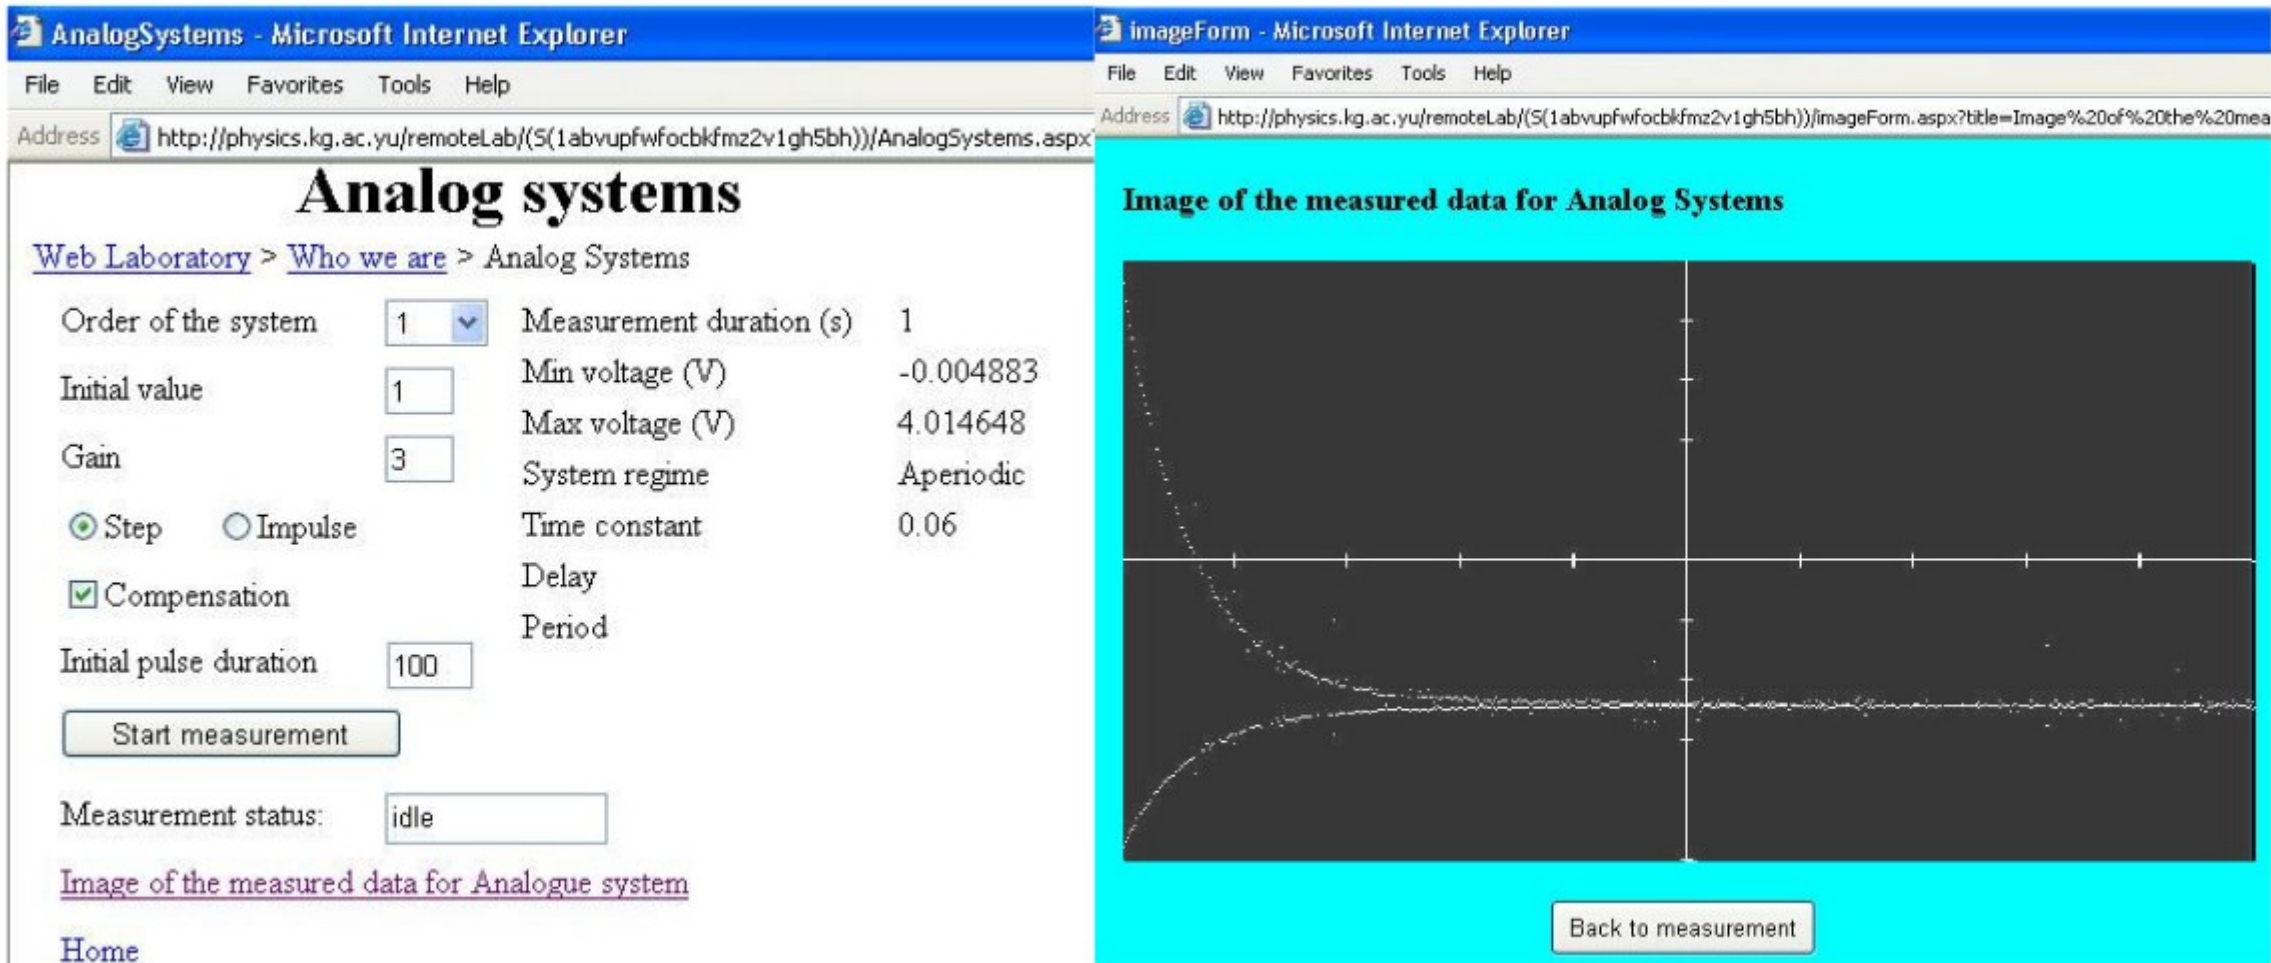 AnalogSystems - Microsoft Internet Explorer
File Edit View Favorites Tools Help
Address http://physics.kg.ac.yu/remoteLab/(S(1abvupfwfocbkfmz2v1gh5bh))/AnalogSystems.aspx
Analog systems
Web Laboratory > Who we are > Analog Systems
Order of the system 1
Initial value 1
Gain 3
Step Impulse
Compensation
Initial pulse duration 100
Start measurement
Measurement status: idle
Image of the measured data for Analogue system
Home
Measurement duration (s) 1
Min voltage (V) -0.004883
Max voltage (V) 4.014648
System regime Aperiodic
Time constant 0.06
Delay
Period
imageForm - Microsoft Internet Explorer
File Edit View Favorites Tools Help
Address http://physics.kg.ac.yu/remoteLab/(S(1abvupfwfocbkfmz2v1gh5bh))/imageForm.aspx?title=Image%20of%20the%20mea
Image of the measured data for Analog Systems
Back to measurement